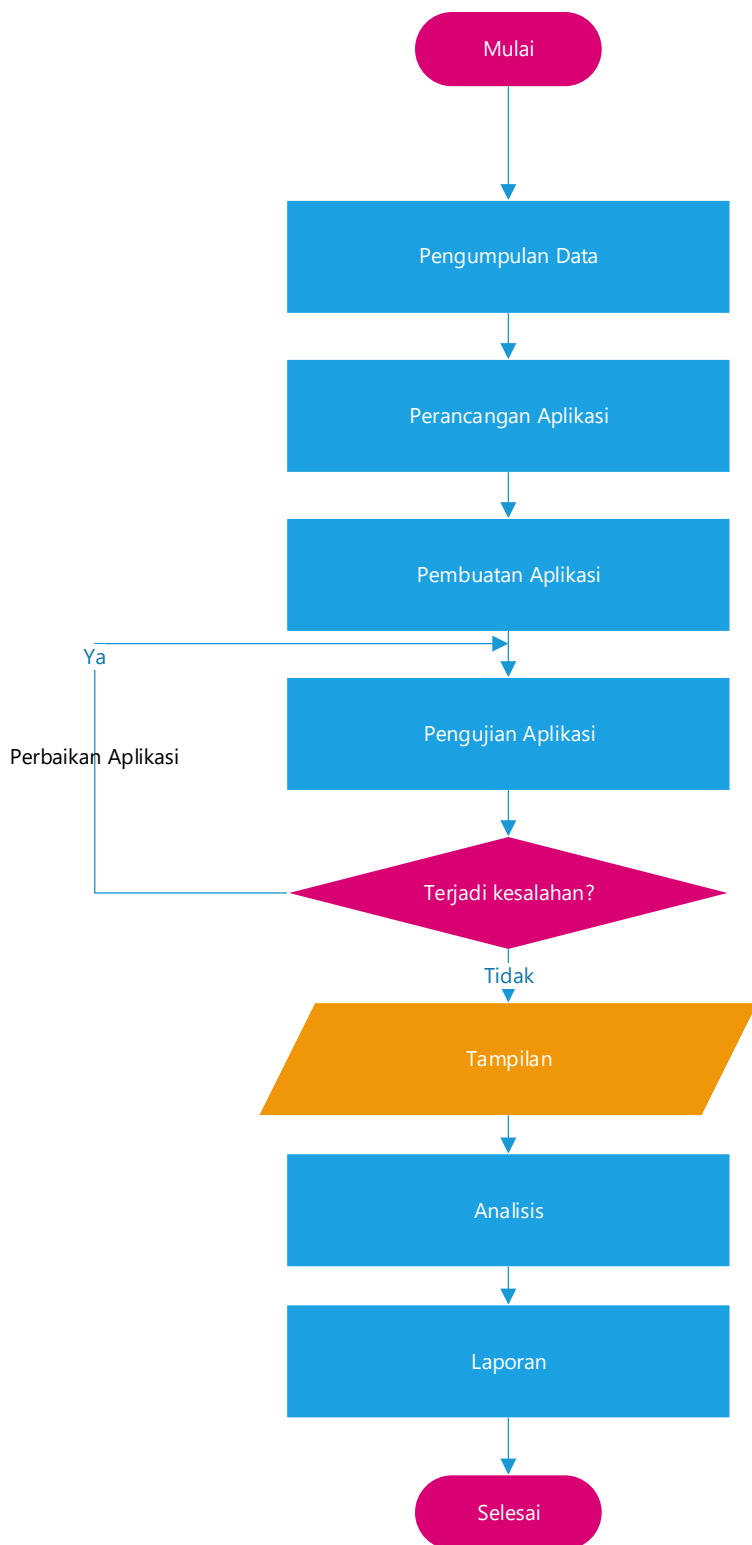 Mulai
Pengumpulan Data
Perancangan Aplikasi
Pembuatan Aplikasi
Ya
Pengujian Aplikasi
Perbaikan Aplikasi
Terjadi kesalahan?
Tidak
Tampilan
Analisis
Laporan
Selesai